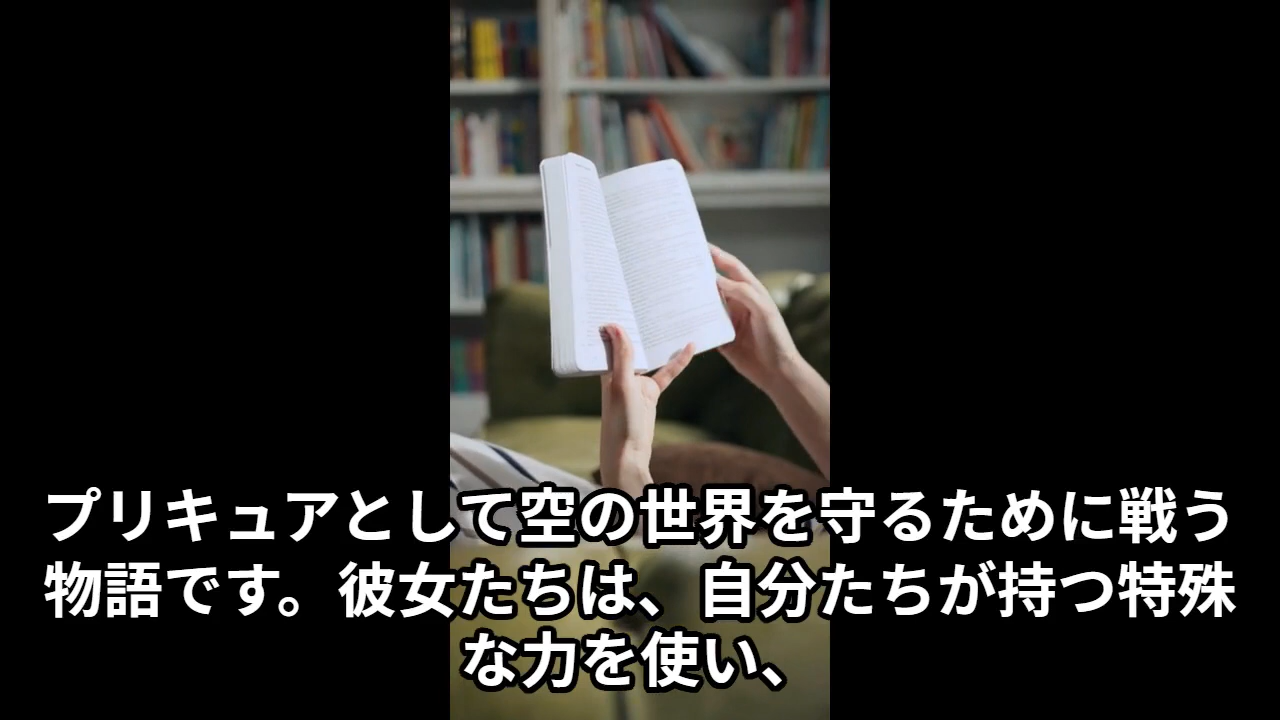 プリキュアとして空の世界を守るために戦う
物語です。彼女たちは、自分たちが持つ特殊
な力を使い、